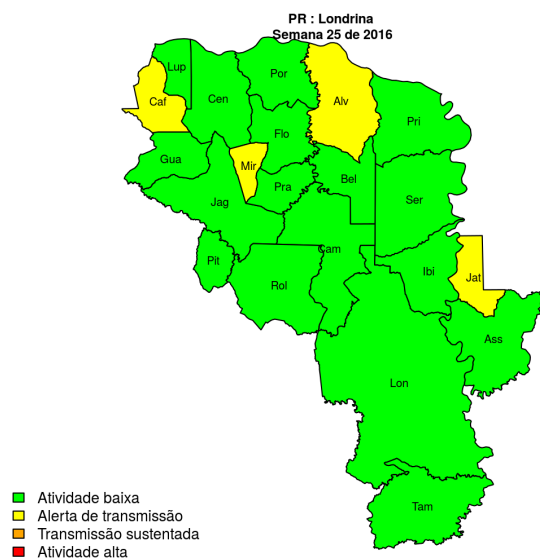 PR : Londrina
Semana 25 de 2016
Lup
Por
Caf
Cen
Alv
Pri
Flo
Gua
Mir
Bel
Pra
Jag
Ser
Cam
Pit
Ibi
Jat
Rol
Ass
Lon
Tam
Atividade baixa
Alerta de transmissão
Transmissão sustentada
Atividade alta